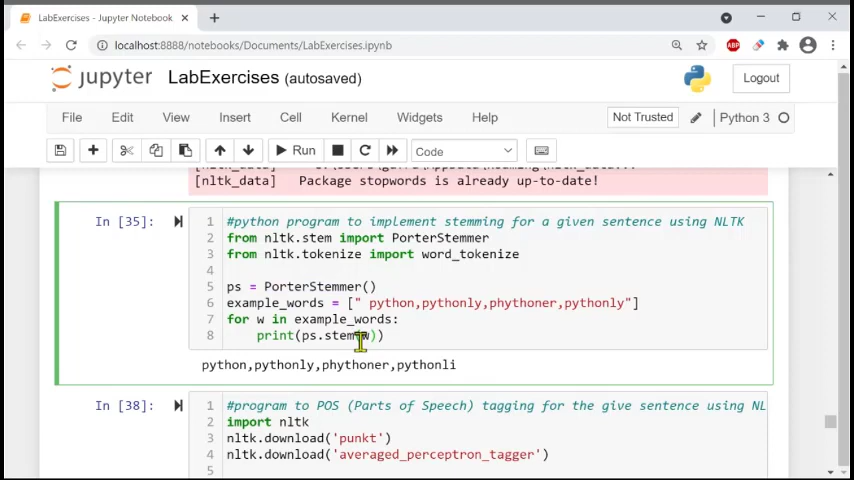 LabExercises - Jupyter Notebook
localhost:8888/notebooks/Documents/LabExercises.ipynb
ABP
jupyter LabExercises (autosaved)
Logout
File Edit View Insert Cell Kernel Widgets Help
Not Trusted
Python 3
Run
Code
[nltk_data]
[nltk_data] Package stopwords is already up-to-date!
In [35]:
1 #python program to implement stemming for a given sentence using NLTK
2 from nltk.stem import PorterStemmer
3 from nltk.tokenize import word_tokenize
4
5 ps = PorterStemmer()
6 example_words = [" python,pythonly,phythoner,pythonly"]
7 for w in example_words:
8 print(ps.stem(w))
python,pythonly,phythoner,pythonli
In [38]:
1 #program to POS (Parts of Speech) tagging for the give sentence using NL
2 import nltk
3 nltk.download('punkt')
4 nltk.download('averaged_perceptron_tagger')
5